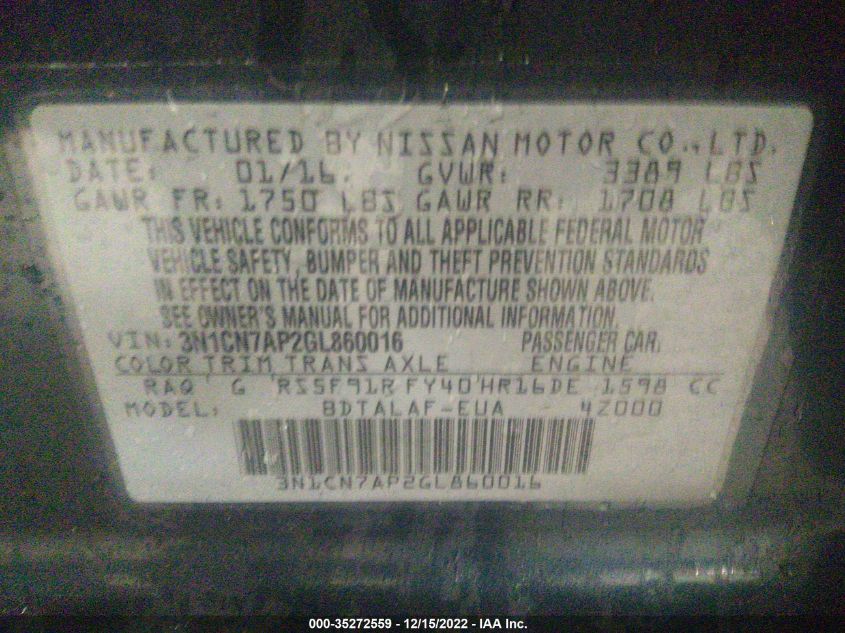 MANUFACTURED BY NISSAN MOTOR CO., LTD.
DATE: 01/16 GVWR: 3389 LBS
GAWR FR: 1750 LBS GAWR RR: 1708 LBS
THIS VEHICLE CONFORMS TO ALL APPLICABLE FEDERAL MOTOR
VEHICLE SAFETY, BUMPER AND THEFT PREVENTION STANDARDS
IN EFFECT ON THE DATE OF MANUFACTURE SHOWN ABOVE.
SEE OWNER'S MANUAL FOR ADDITIONAL INFORMATION.
VIN: 3N1CN7AP2GL860016 PASSENGER CAR.
COLOR TRIM TRANS AXLE ENGINE
RAQ G RS5F91R FY40 HR16DE 1598 CC
MODEL: BDTALAF-EUA - 4Z000
3N1CN7AP2GL860016
000-35272559 - 12/15/2022 - IAA Inc.